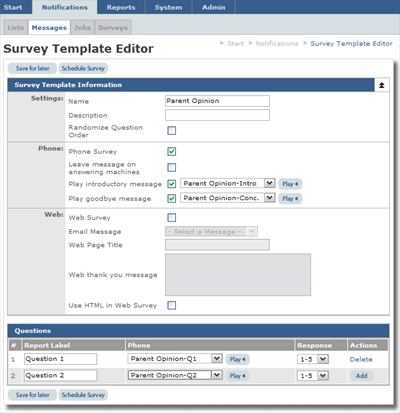 Start Notifications Reports System Admin
Lists Messages Jobs Surveys
Survey Template Editor
Start Notifications Survey Template Editor
Save for later Schedule Survey
Survey Template Information
Settings: Name Parent Opinion
Description
Randomize Question
Order
Phone: Phone Survey
Leave message on
answering machines
Play introductory message Parent Opinion-Intro Play
Play goodbye message Parent Opinion-Conc. Play
Web: Web Survey
Email Message - Select a Message -
Web Page Title
Web thank you message
Use HTML in Web Survey
Questions
# Report Label Phone Response Actions
1 Question 1 Parent Opinion-Q1 Play 1-5 Delete
2 Question 2 Parent Opinion-Q2 Play 1-5 Add
Save for later Schedule Survey